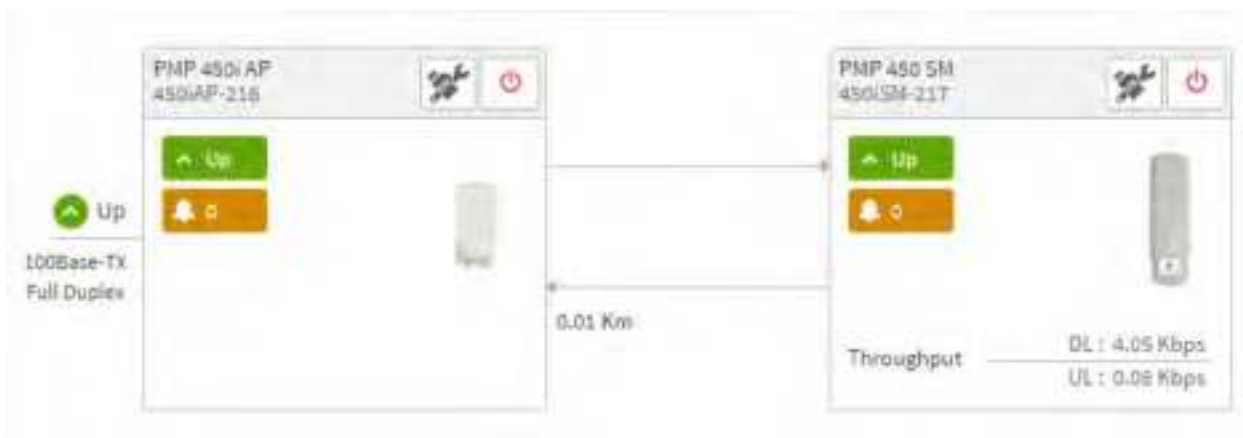 PMP 450i AP
450iAP-216
Up
0
Up
100Base-TX
Full Duplex
0.01 Km
PMP 450 SM
450iSM-217
Up
0
Throughput
DL : 4.05 Kbps
UL : 0.08 Kbps